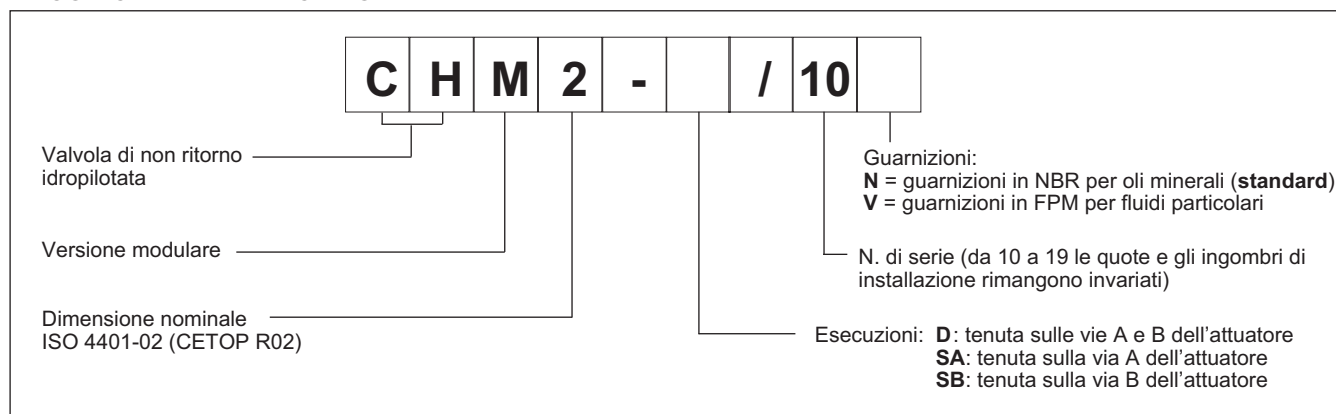 C H M 2 - / 10
Valvola di non ritorno
idropilotata
Versione modulare
Dimensione nominale
ISO 4401-02 (CETOP R02)
Guarnizioni:
N = guarnizioni in NBR per oli minerali (standard)
V = guarnizioni in FPM per fluidi particolari
N. di serie (da 10 a 19 le quote e gli ingombri di
installazione rimangono invariati)
Esecuzioni: D: tenuta sulle vie A e B dell'attuatore
SA: tenuta sulla via A dell'attuatore
SB: tenuta sulla via B dell'attuatore